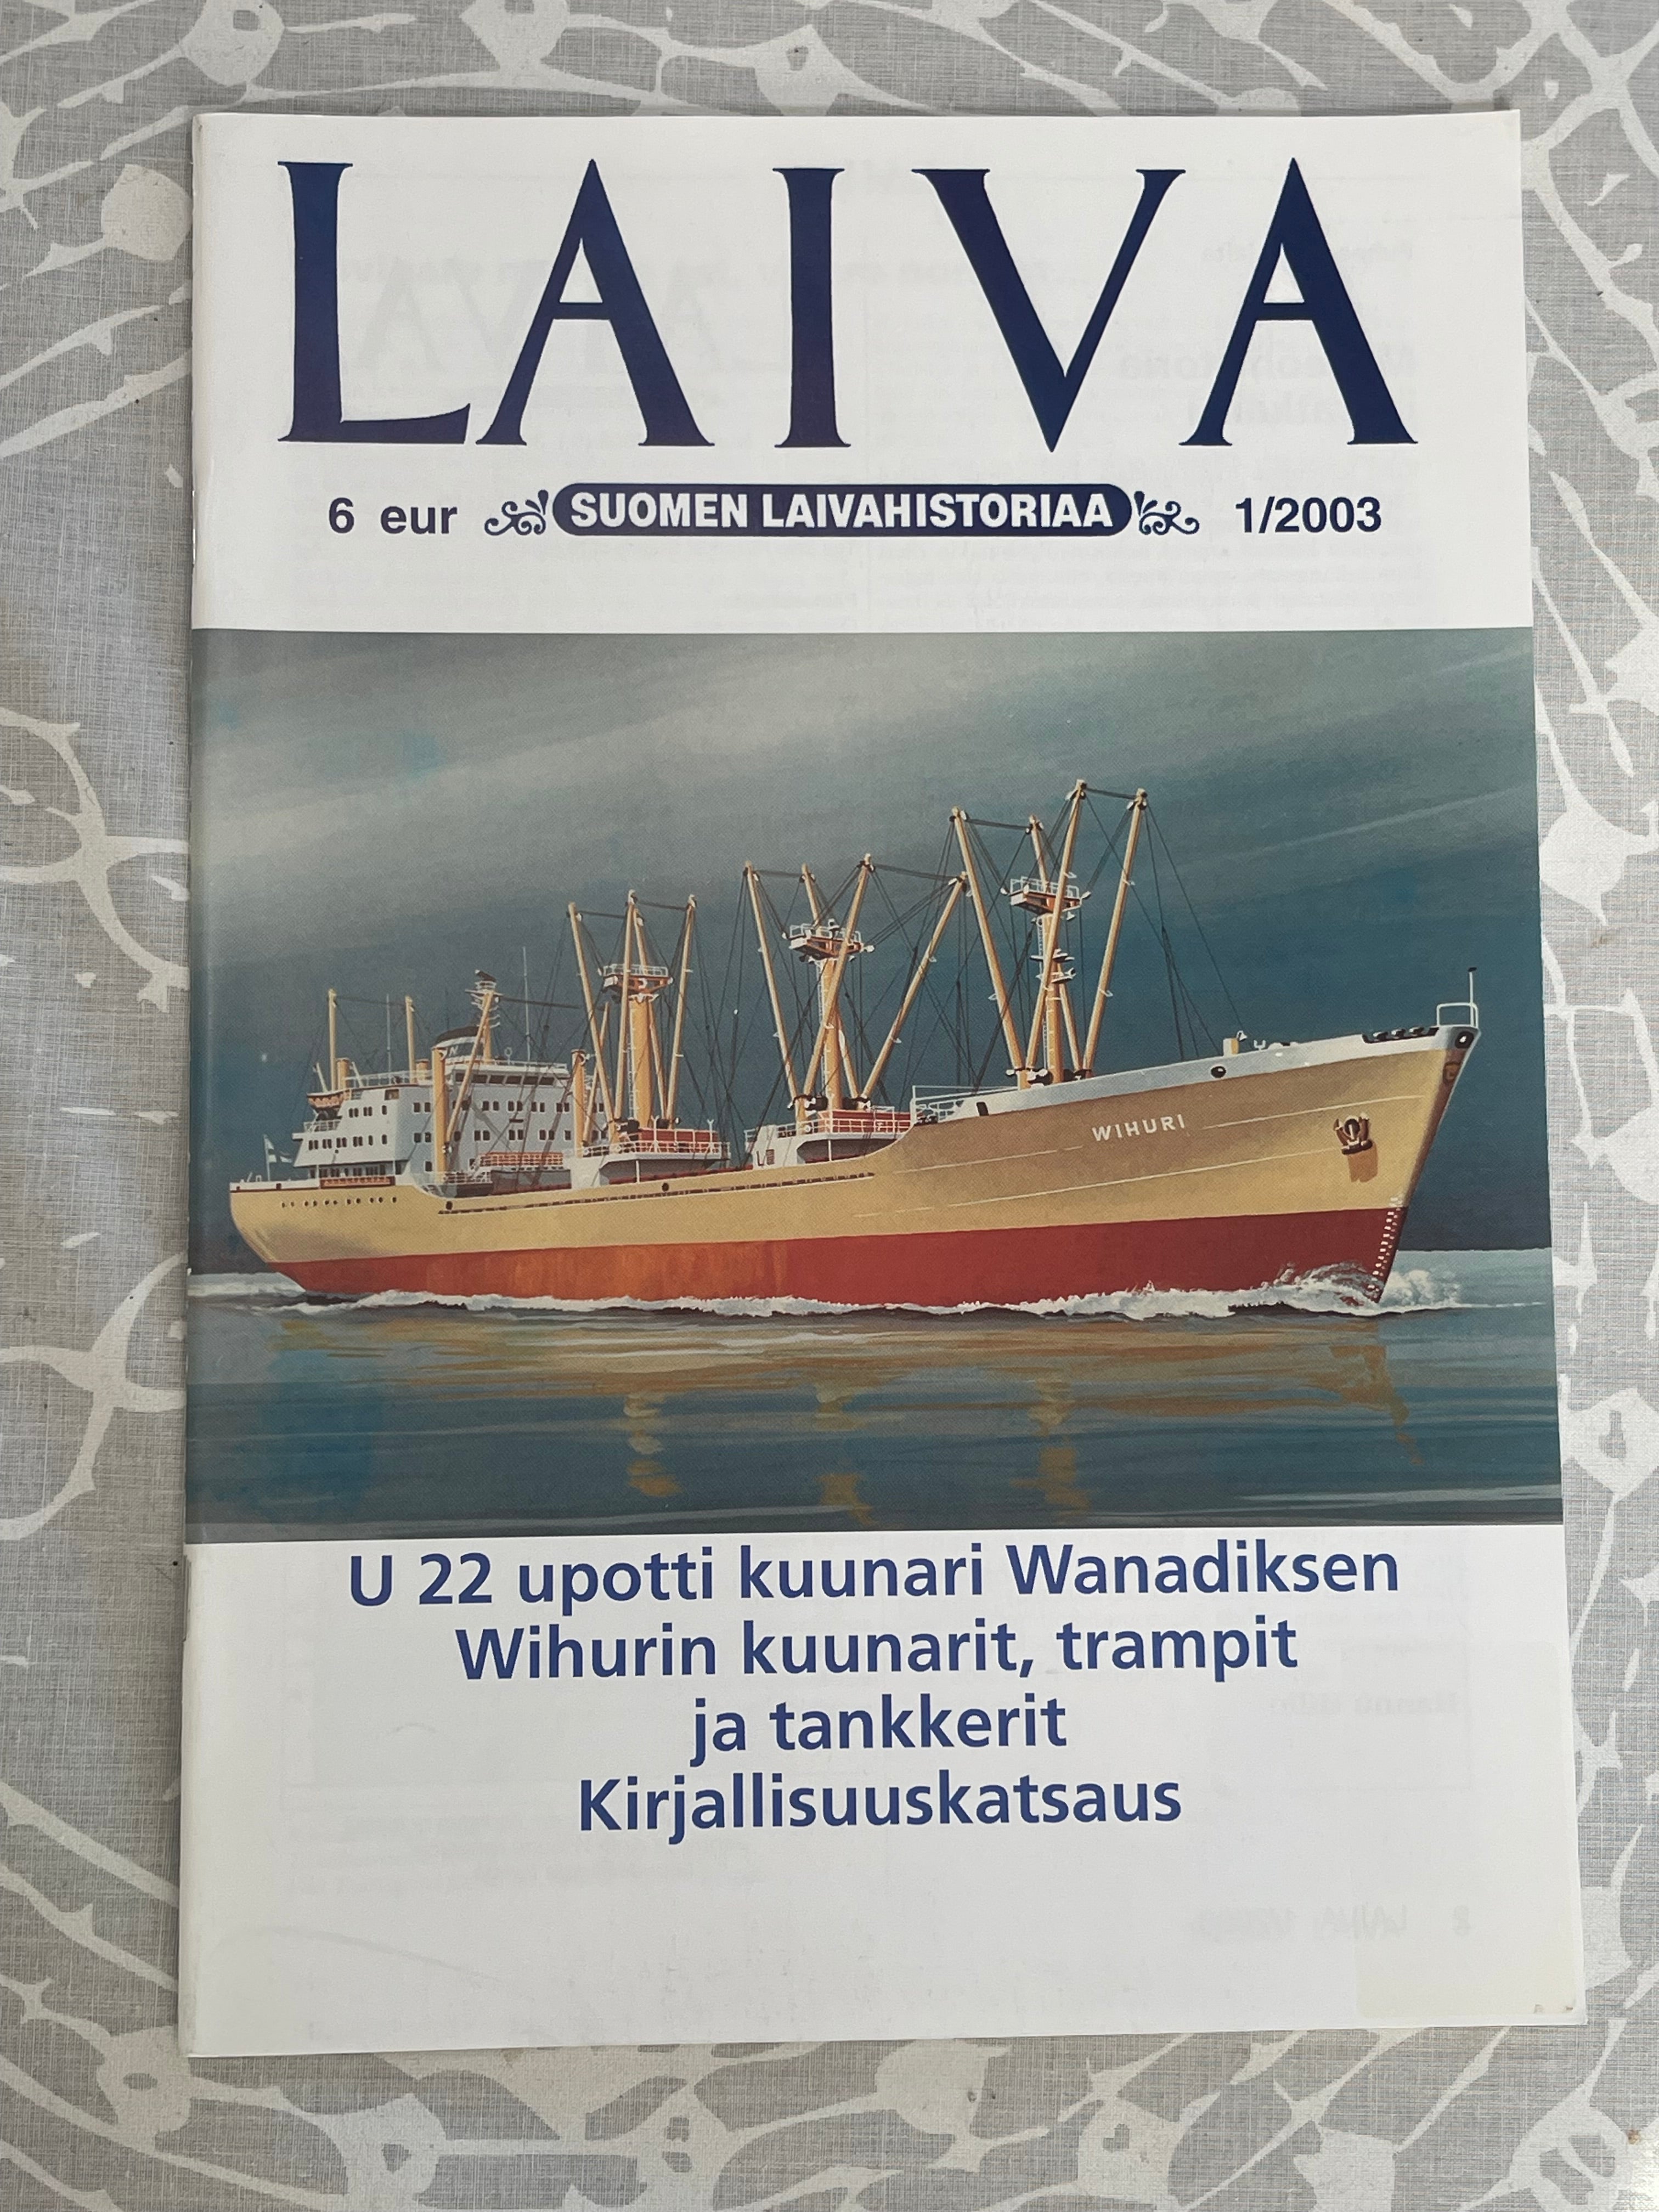 LAIVA
6 eur SUOMEN LAIVAHISTORIAA 1/2003
WIHURI
U 22 upotti kuunari Wanadiksen
Wihurin kuunarit, trampit
ja tankkerit
Kirjallisuuskatsaus